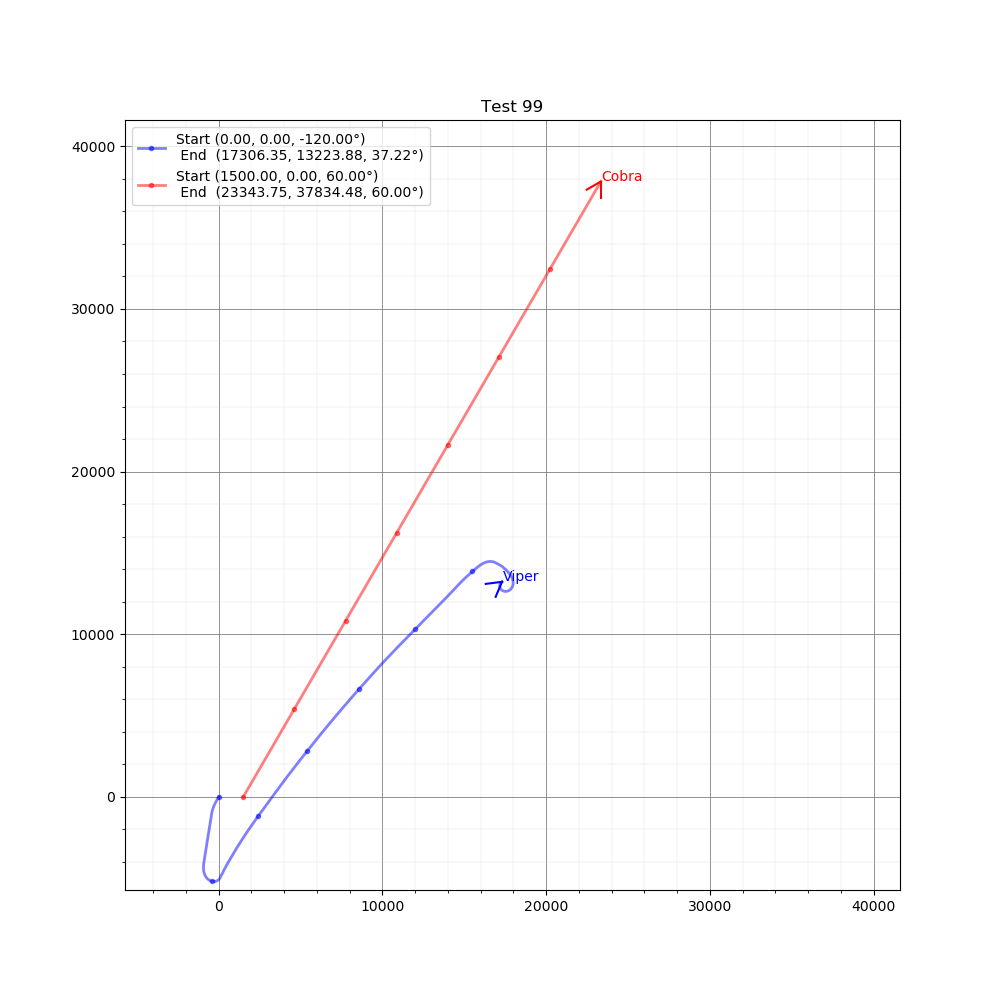 Test 99
Start (0.00, 0.00, -120.00°)
End  (17306.35, 13223.88, 37.22°)
Start (1500.00, 0.00, 60.00°)
End  (23343.75, 37834.48, 60.00°)
40000
30000
20000
10000
0
Cobra
Viper
0
10000
20000
30000
40000